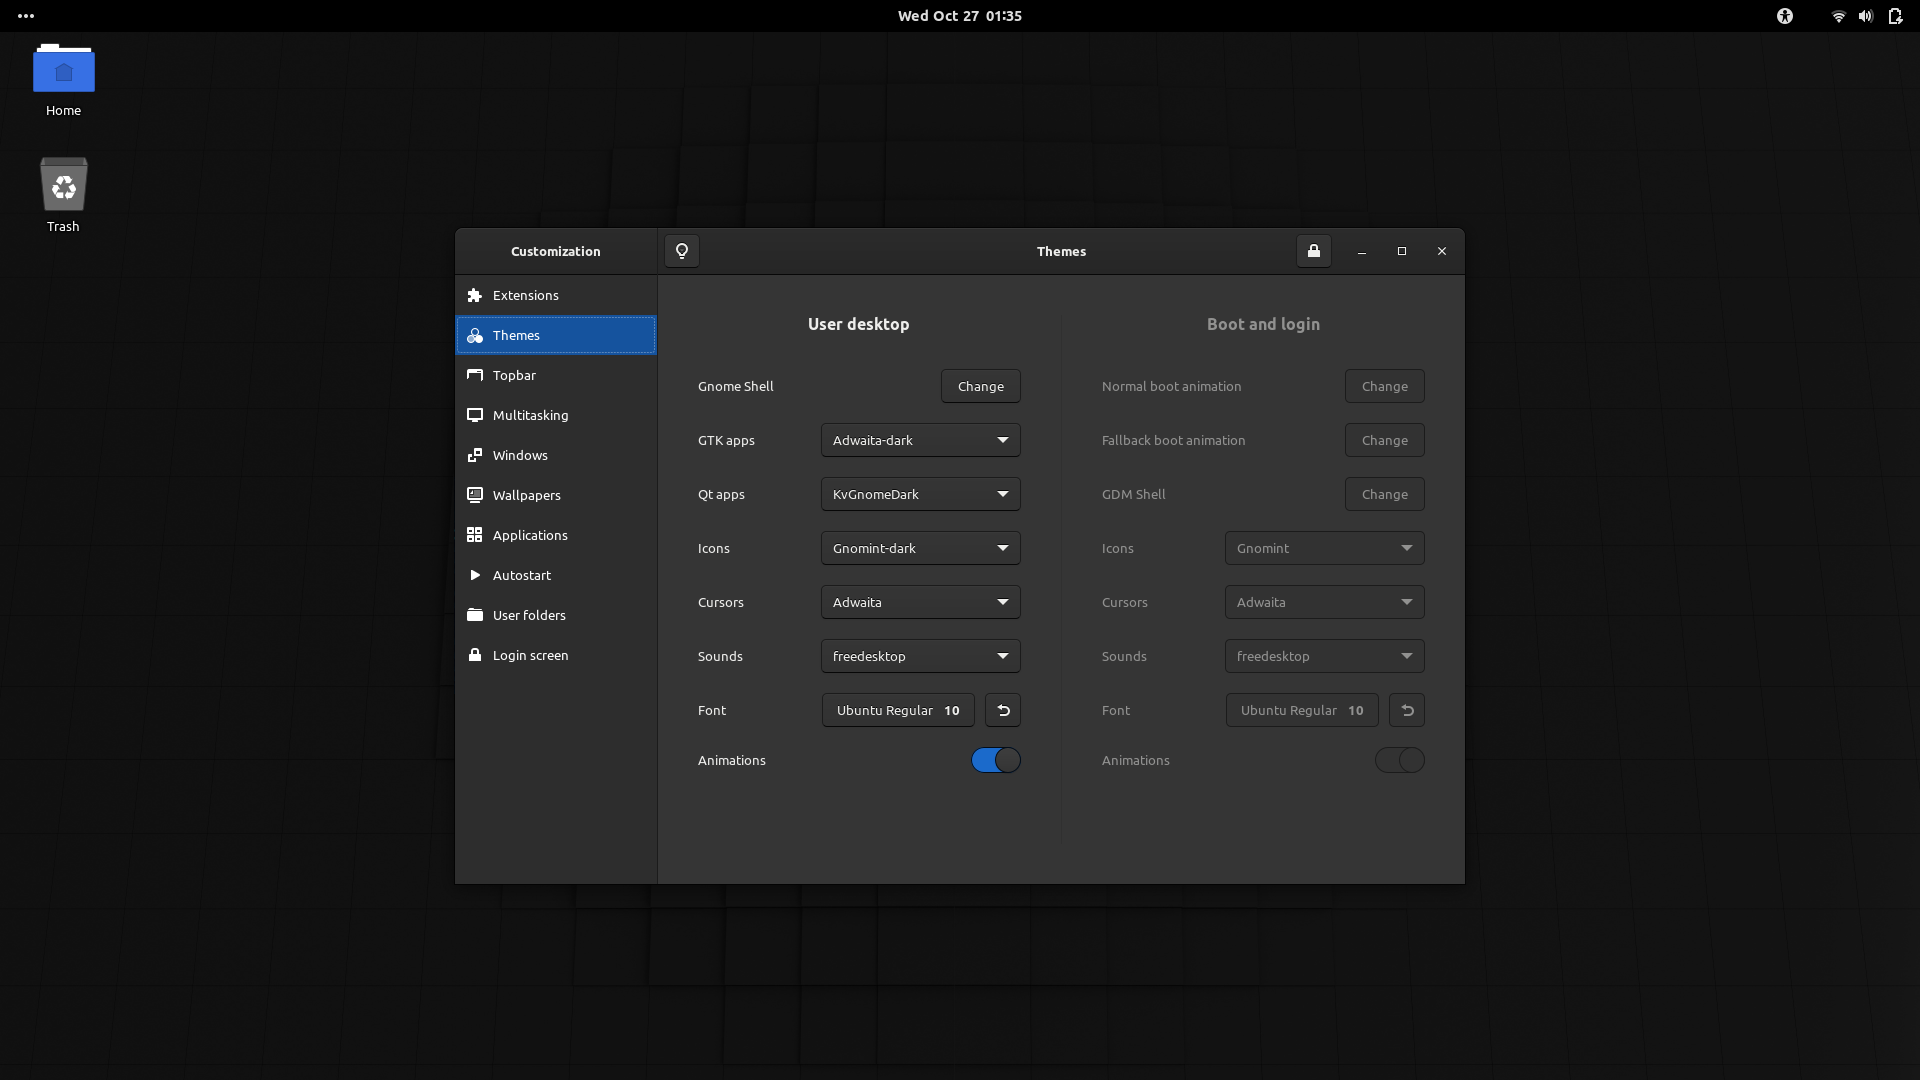 Wed Oct 27 01:35
Home
Trash
Customization
Themes
Extensions
Themes
Topbar
Multitasking
Windows
Wallpapers
Applications
Autostart
User folders
Login screen
User desktop
Gnome Shell Change
GTK apps Adwaita-dark
Qt apps KvGnomeDark
Icons Gnomint-dark
Cursors Adwaita
Sounds freedesktop
Font Ubuntu Regular 10
Animations
Boot and login
Normal boot animation Change
Fallback boot animation Change
GDM Shell Change
Icons Gnomint
Cursors Adwaita
Sounds freedesktop
Font Ubuntu Regular 10
Animations